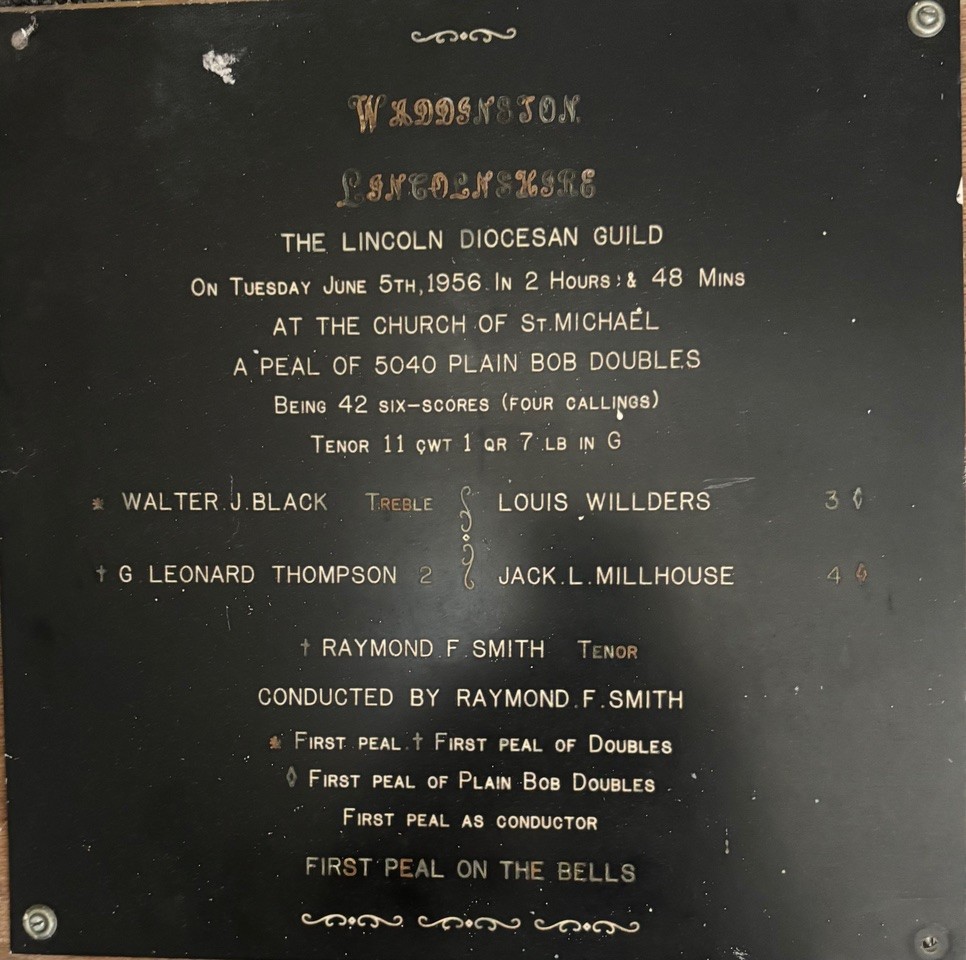 WADDINGTON
LINCOLNSHIRE
THE LINCOLN DIOCESAN GUILD
ON TUESDAY JUNE 5TH, 1956 IN 2 HOURS & 48 MINS
AT THE CHURCH OF ST. MICHAEL
A PEAL OF 5040 PLAIN BOB DOUBLES
BEING 42 SIX-SCORES (FOUR CALLINGS)
TENOR 11 CWT 1 QR 7 LB IN G
* WALTER.J.BLACK TREBLE LOUIS WILLDERS 3 ◊
† G LEONARD THOMPSON 2 JACK.L.MILLHOUSE 4 ◊
† RAYMOND.F.SMITH TENOR
CONDUCTED BY RAYMOND.F.SMITH
* FIRST PEAL.† FIRST PEAL OF DOUBLES
◊ FIRST PEAL OF PLAIN BOB DOUBLES
FIRST PEAL AS CONDUCTOR
FIRST PEAL ON THE BELLS